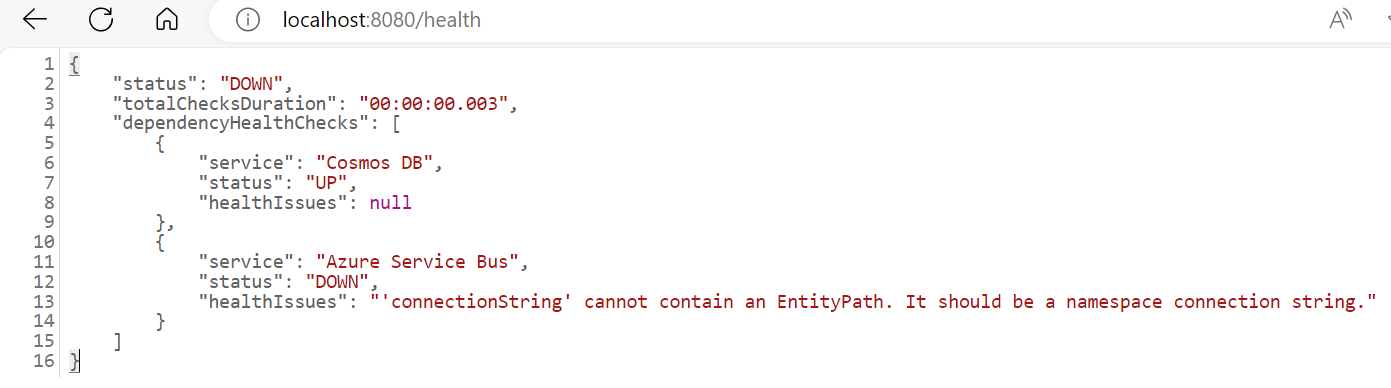 localhost:8080/health
1 {
2 "status": "DOWN",
3 "totalChecksDuration": "00:00:00.003",
4 "dependencyHealthChecks": [
5 {
6 "service": "Cosmos DB",
7 "status": "UP",
8 "healthIssues": null
9 },
10 {
11 "service": "Azure Service Bus",
12 "status": "DOWN",
13 "healthIssues": "'connectionString' cannot contain an EntityPath. It should be a namespace connection string."
14 }
15 ]
16 }